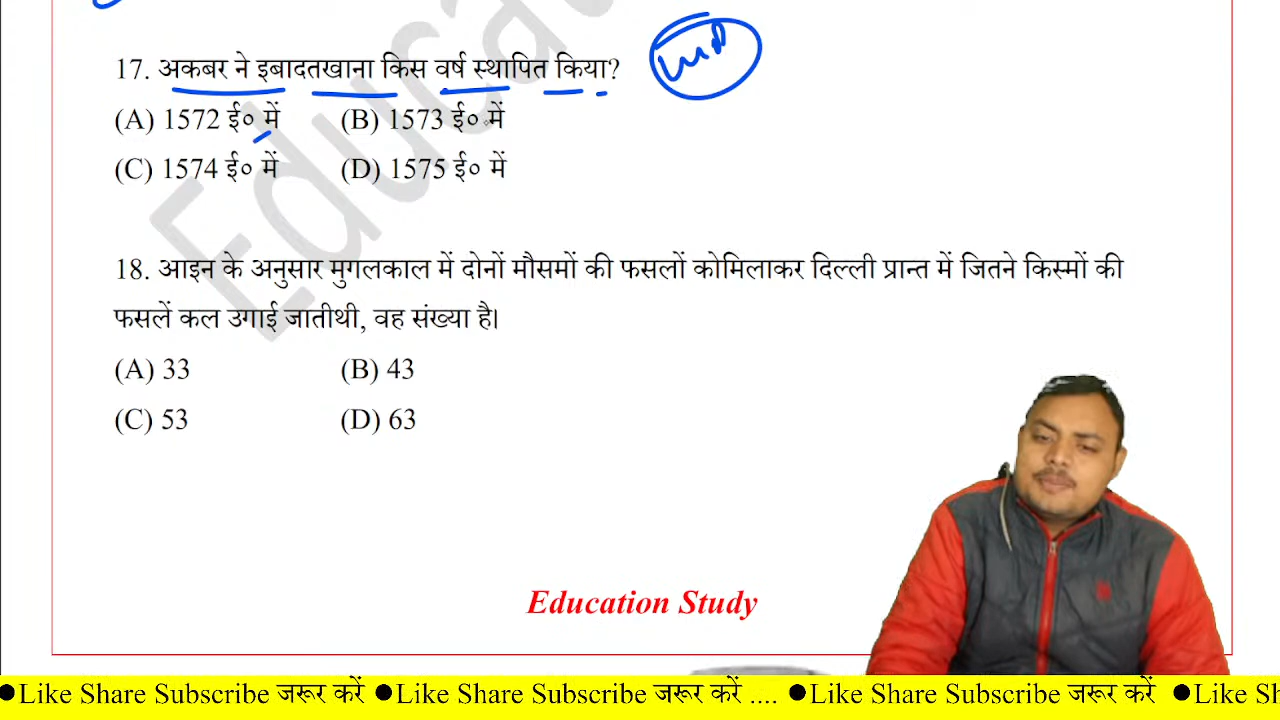 17. अकबर ने इबादतखाना किस वर्ष स्थापित किया?
(A) 1572 ई० में (B) 1573 ई० में
(C) 1574 ई० में (D) 1575 ई० में
18. आइन के अनुसार मुगलकाल में दोनों मौसमों की फसलों कोमिलाकर दिल्ली प्रान्त में जितने किस्मों की
फसलें कल उगाई जातीथी, वह संख्या है।
(A) 33 (B) 43
(C) 53 (D) 63
Education Study
●Like Share Subscribe जरूर करें ●Like Share Subscribe जरूर करें .... ●Like Share Subscribe जरूर करें ●Like